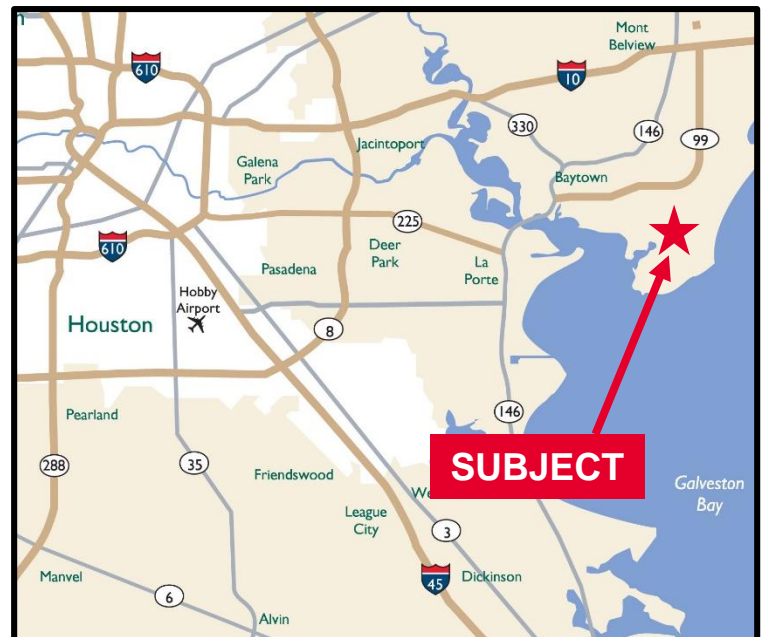 n
Mont
Belview
610
10
330
146
99
Jacintoport
Galena
Park
Baytown
225
Deer
Park
610
La
Porte
Pasadena
Hobby
Airport
Houston
8
Pearland
146
288
35
SUBJECT
Friendswood
Galveston
Bay
We
League
City
3
Manvel
45
Dickinson
6
Alvin